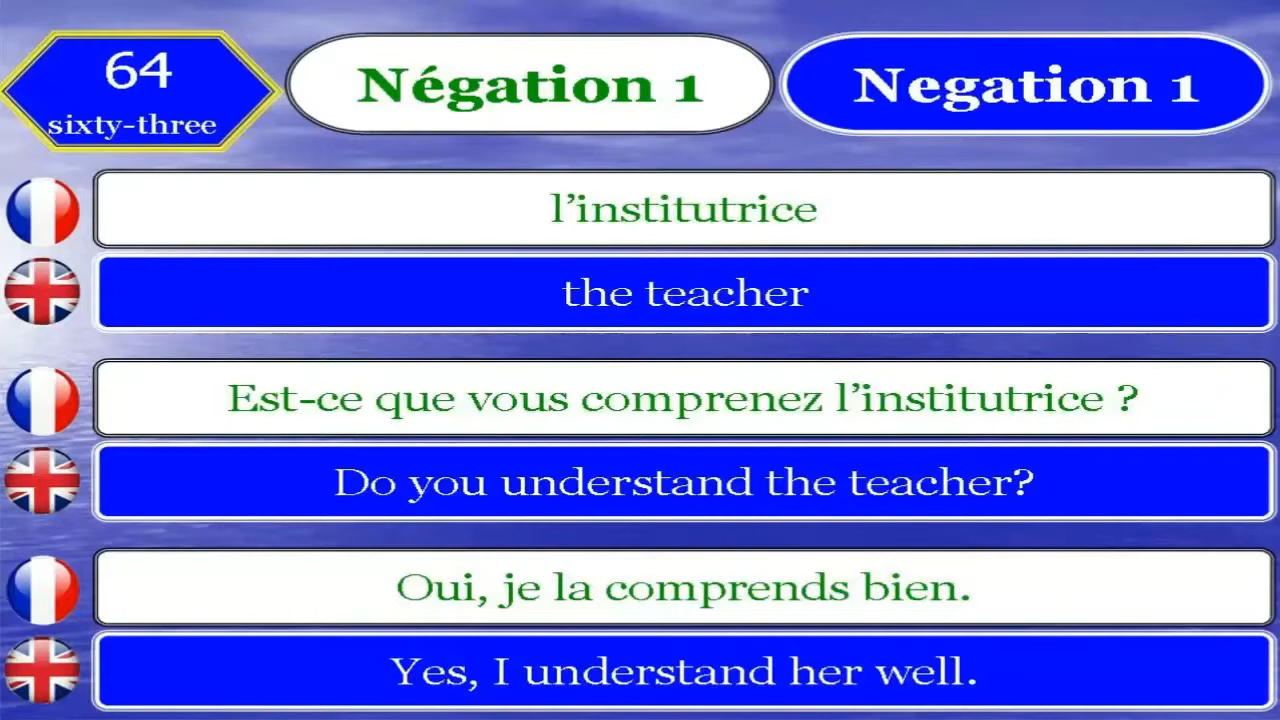 64
sixty-three
Négation 1
Negation 1
l’institutrice
the teacher
Est-ce que vous comprenez l’institutrice ?
Do you understand the teacher?
Oui, je la comprends bien.
Yes, I understand her well.